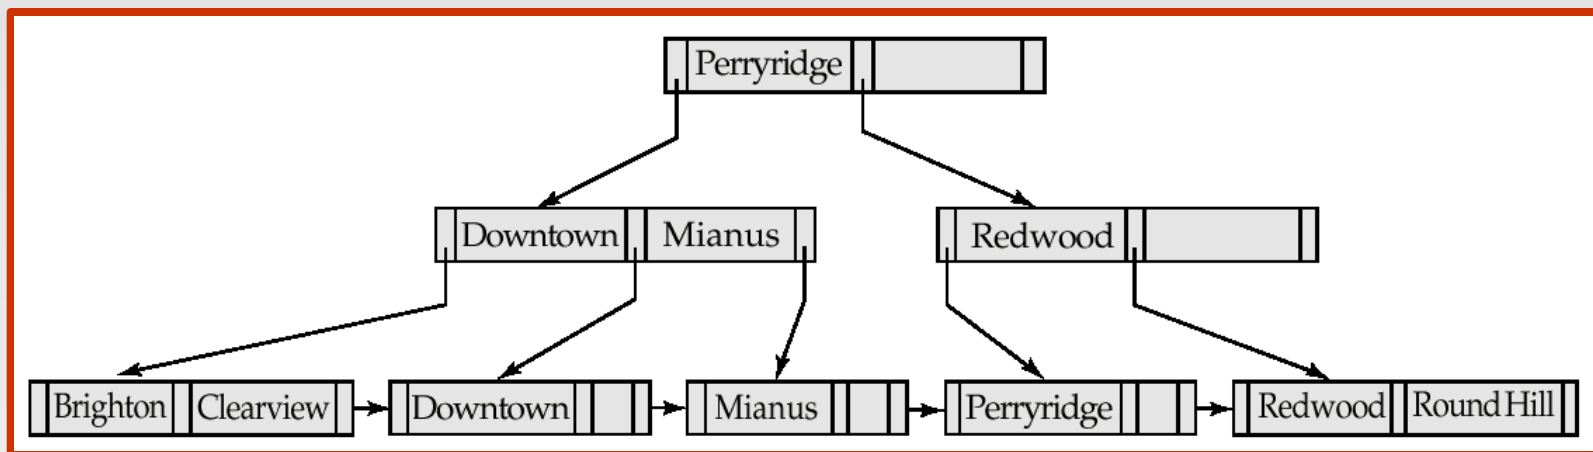 Perryridge
Downtown Mianus
Redwood
Brighton Clearview
Downtown
Mianus
Perryridge
Redwood Round Hill